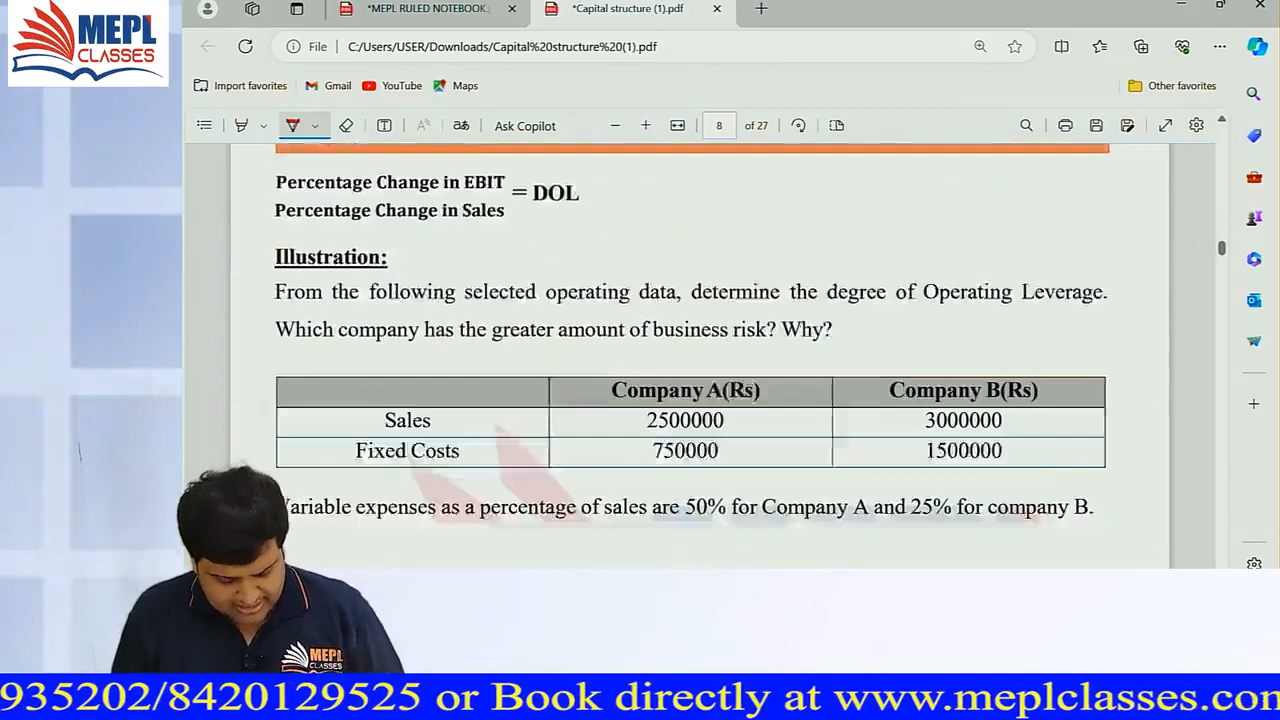 MEPL
CLASSES
*MEPL RULED NOTEBOOK.
*Capital structure (1).pdf
File
C:/Users/USER/Downloads/Capital%20structure%20(1).pdf
Import favorites
Gmail
YouTube
Maps
Other favorites
Ask Copilot
8
of 27
Percentage Change in EBIT
Percentage Change in Sales
= DOL
Illustration:
From the following selected operating data, determine the degree of Operating Leverage.
Which company has the greater amount of business risk? Why?
Company A(Rs) Company B(Rs)
Sales 2500000 3000000
Fixed Costs 750000 1500000
Variable expenses as a percentage of sales are 50% for Company A and 25% for company B.
MEPL
CLASSES
935202/8420129525 or Book directly at www.meplclasses.com